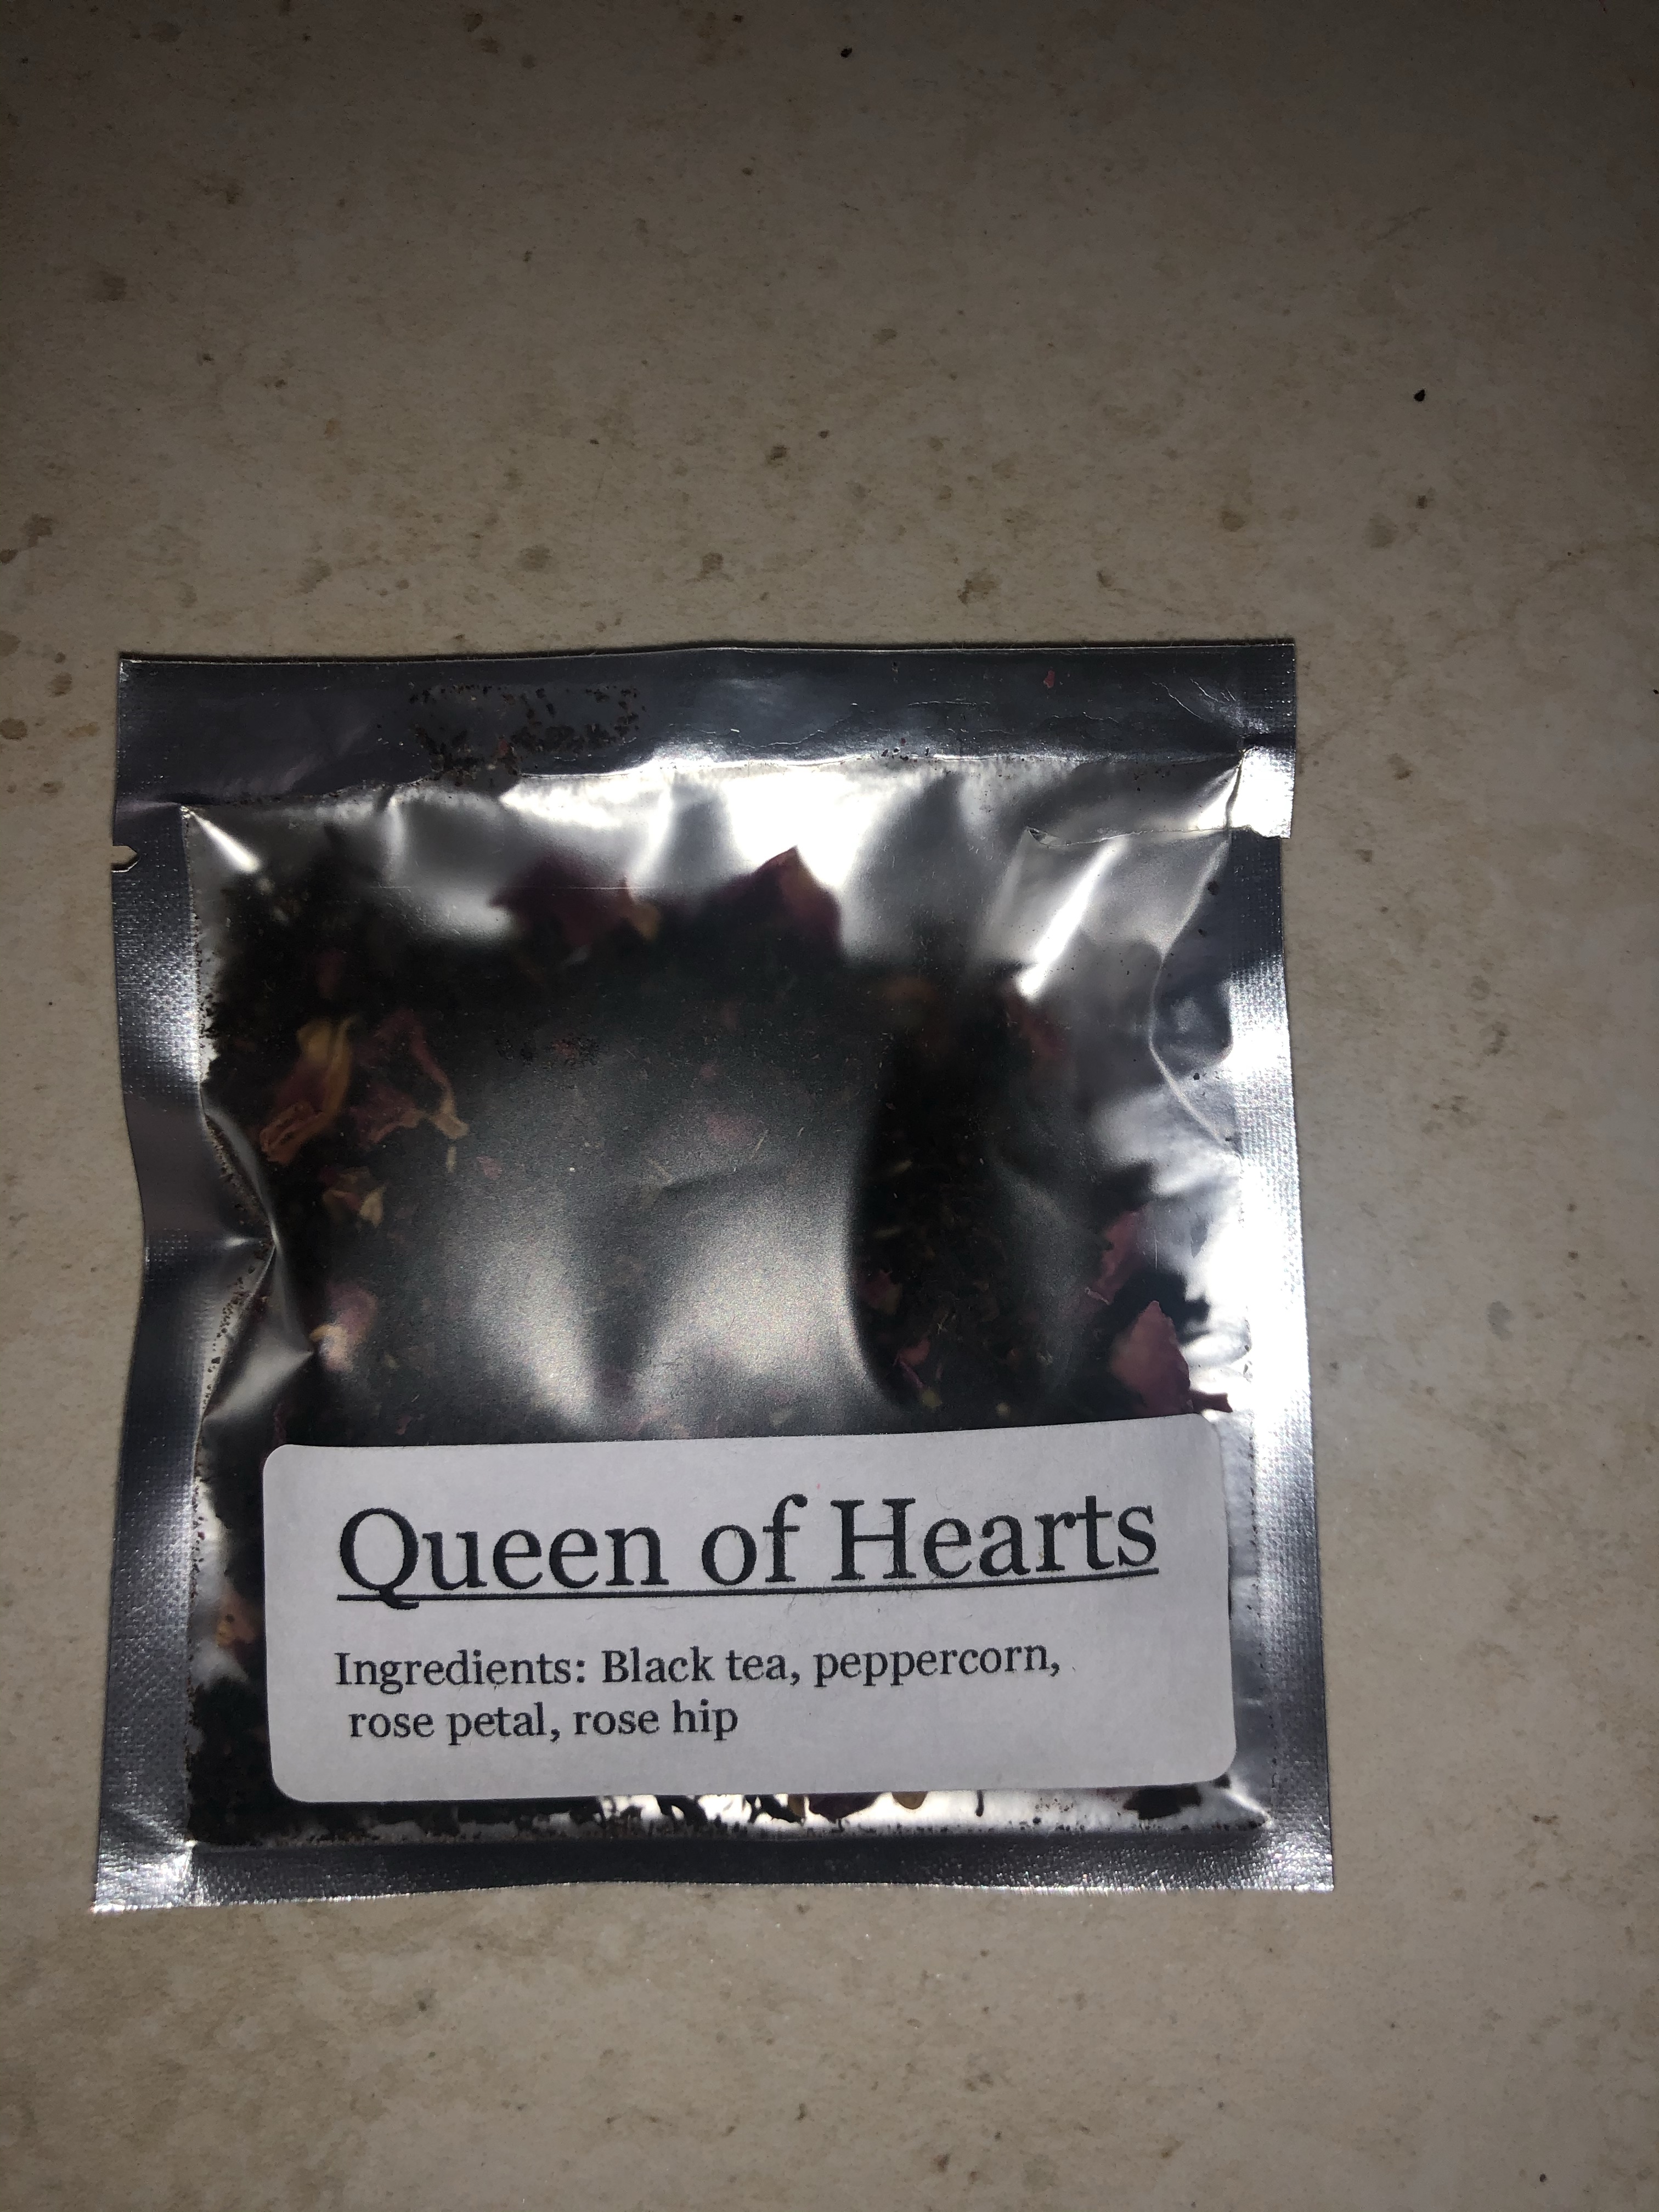 Queen of Hearts
Ingredients: Black tea, peppercorn,
rose petal, rose hip